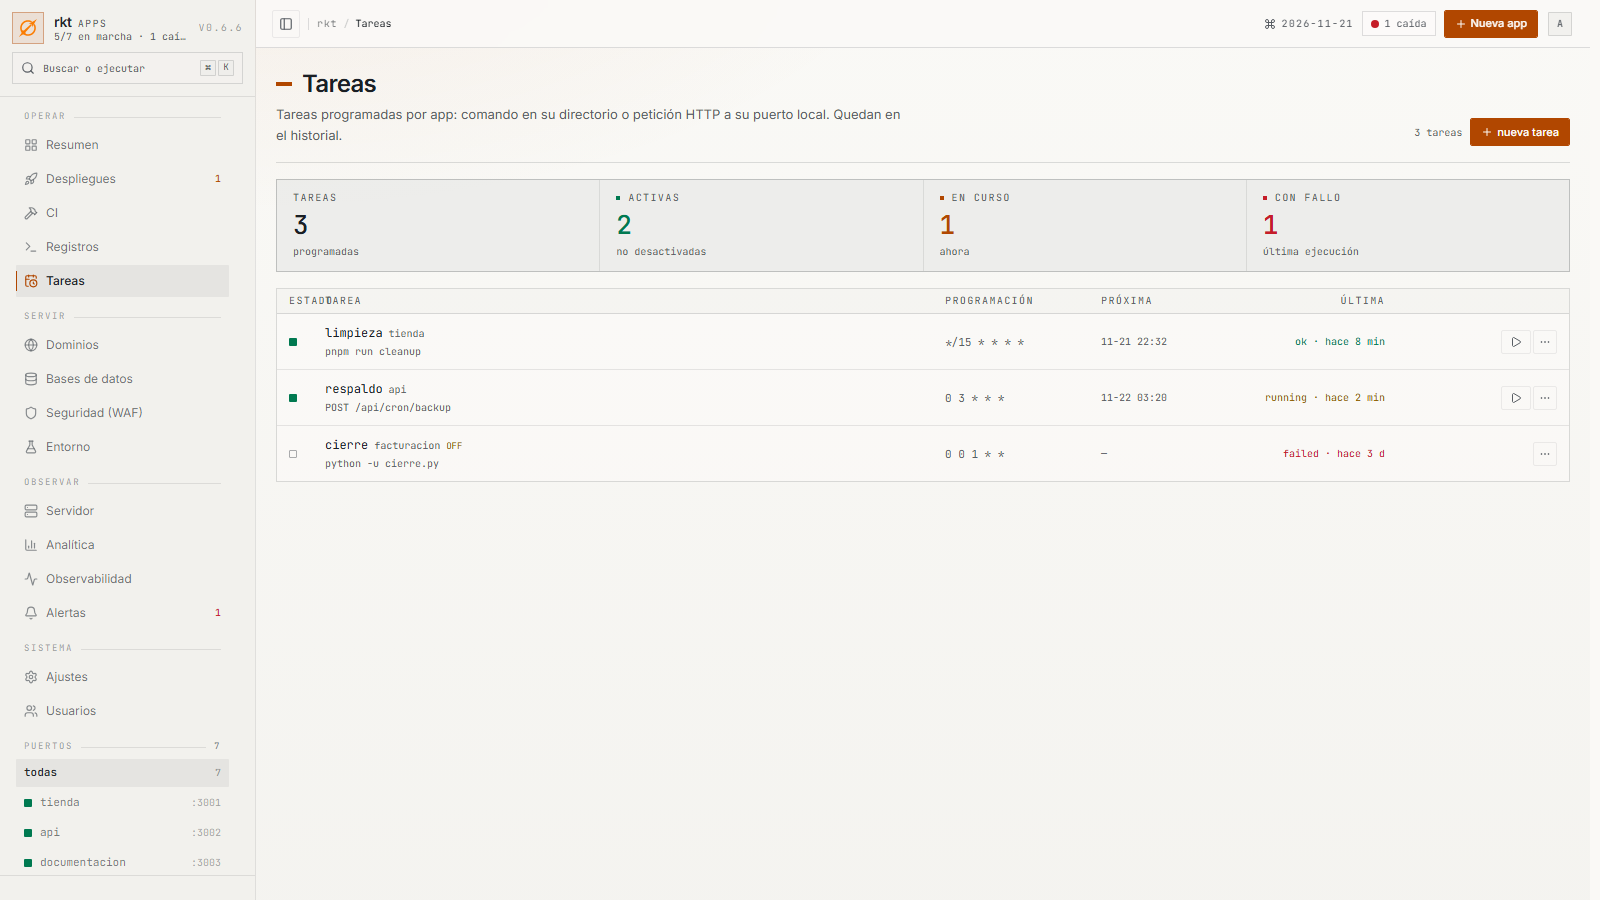 rkt APPS
5/7 en marcha · 1 caí…
V0.6.6
Buscar o ejecutar ⌘ K
OPERAR
Resumen
Despliegues 1
CI
Registros
Tareas
SERVIR
Dominios
Bases de datos
Seguridad (WAF)
Entorno
OBSERVAR
Servidor
Analítica
Observabilidad
Alertas 1
SISTEMA
Ajustes
Usuarios
PUERTOS 7
todas 7
tienda :3001
api :3002
documentacion :3003
rkt / Tareas
⌘ 2026-11-21
1 caída
+ Nueva app
A
Tareas
Tareas programadas por app: comando en su directorio o petición HTTP a su puerto local. Quedan en
el historial.
3 tareas
+ nueva tarea
TAREAS
3
programadas
ACTIVAS
2
no desactivadas
EN CURSO
1
ahora
CON FALLO
1
última ejecución
ESTADO TAREA PROGRAMACIÓN PRÓXIMA ÚLTIMA
limpieza tienda
pnpm run cleanup
*/15 * * * * 11-21 22:32 ok · hace 8 min
respaldo api
POST /api/cron/backup
0 3 * * * 11-22 03:20 running · hace 2 min
cierre facturacion OFF
python -u cierre.py
0 0 1 * * — failed · hace 3 d